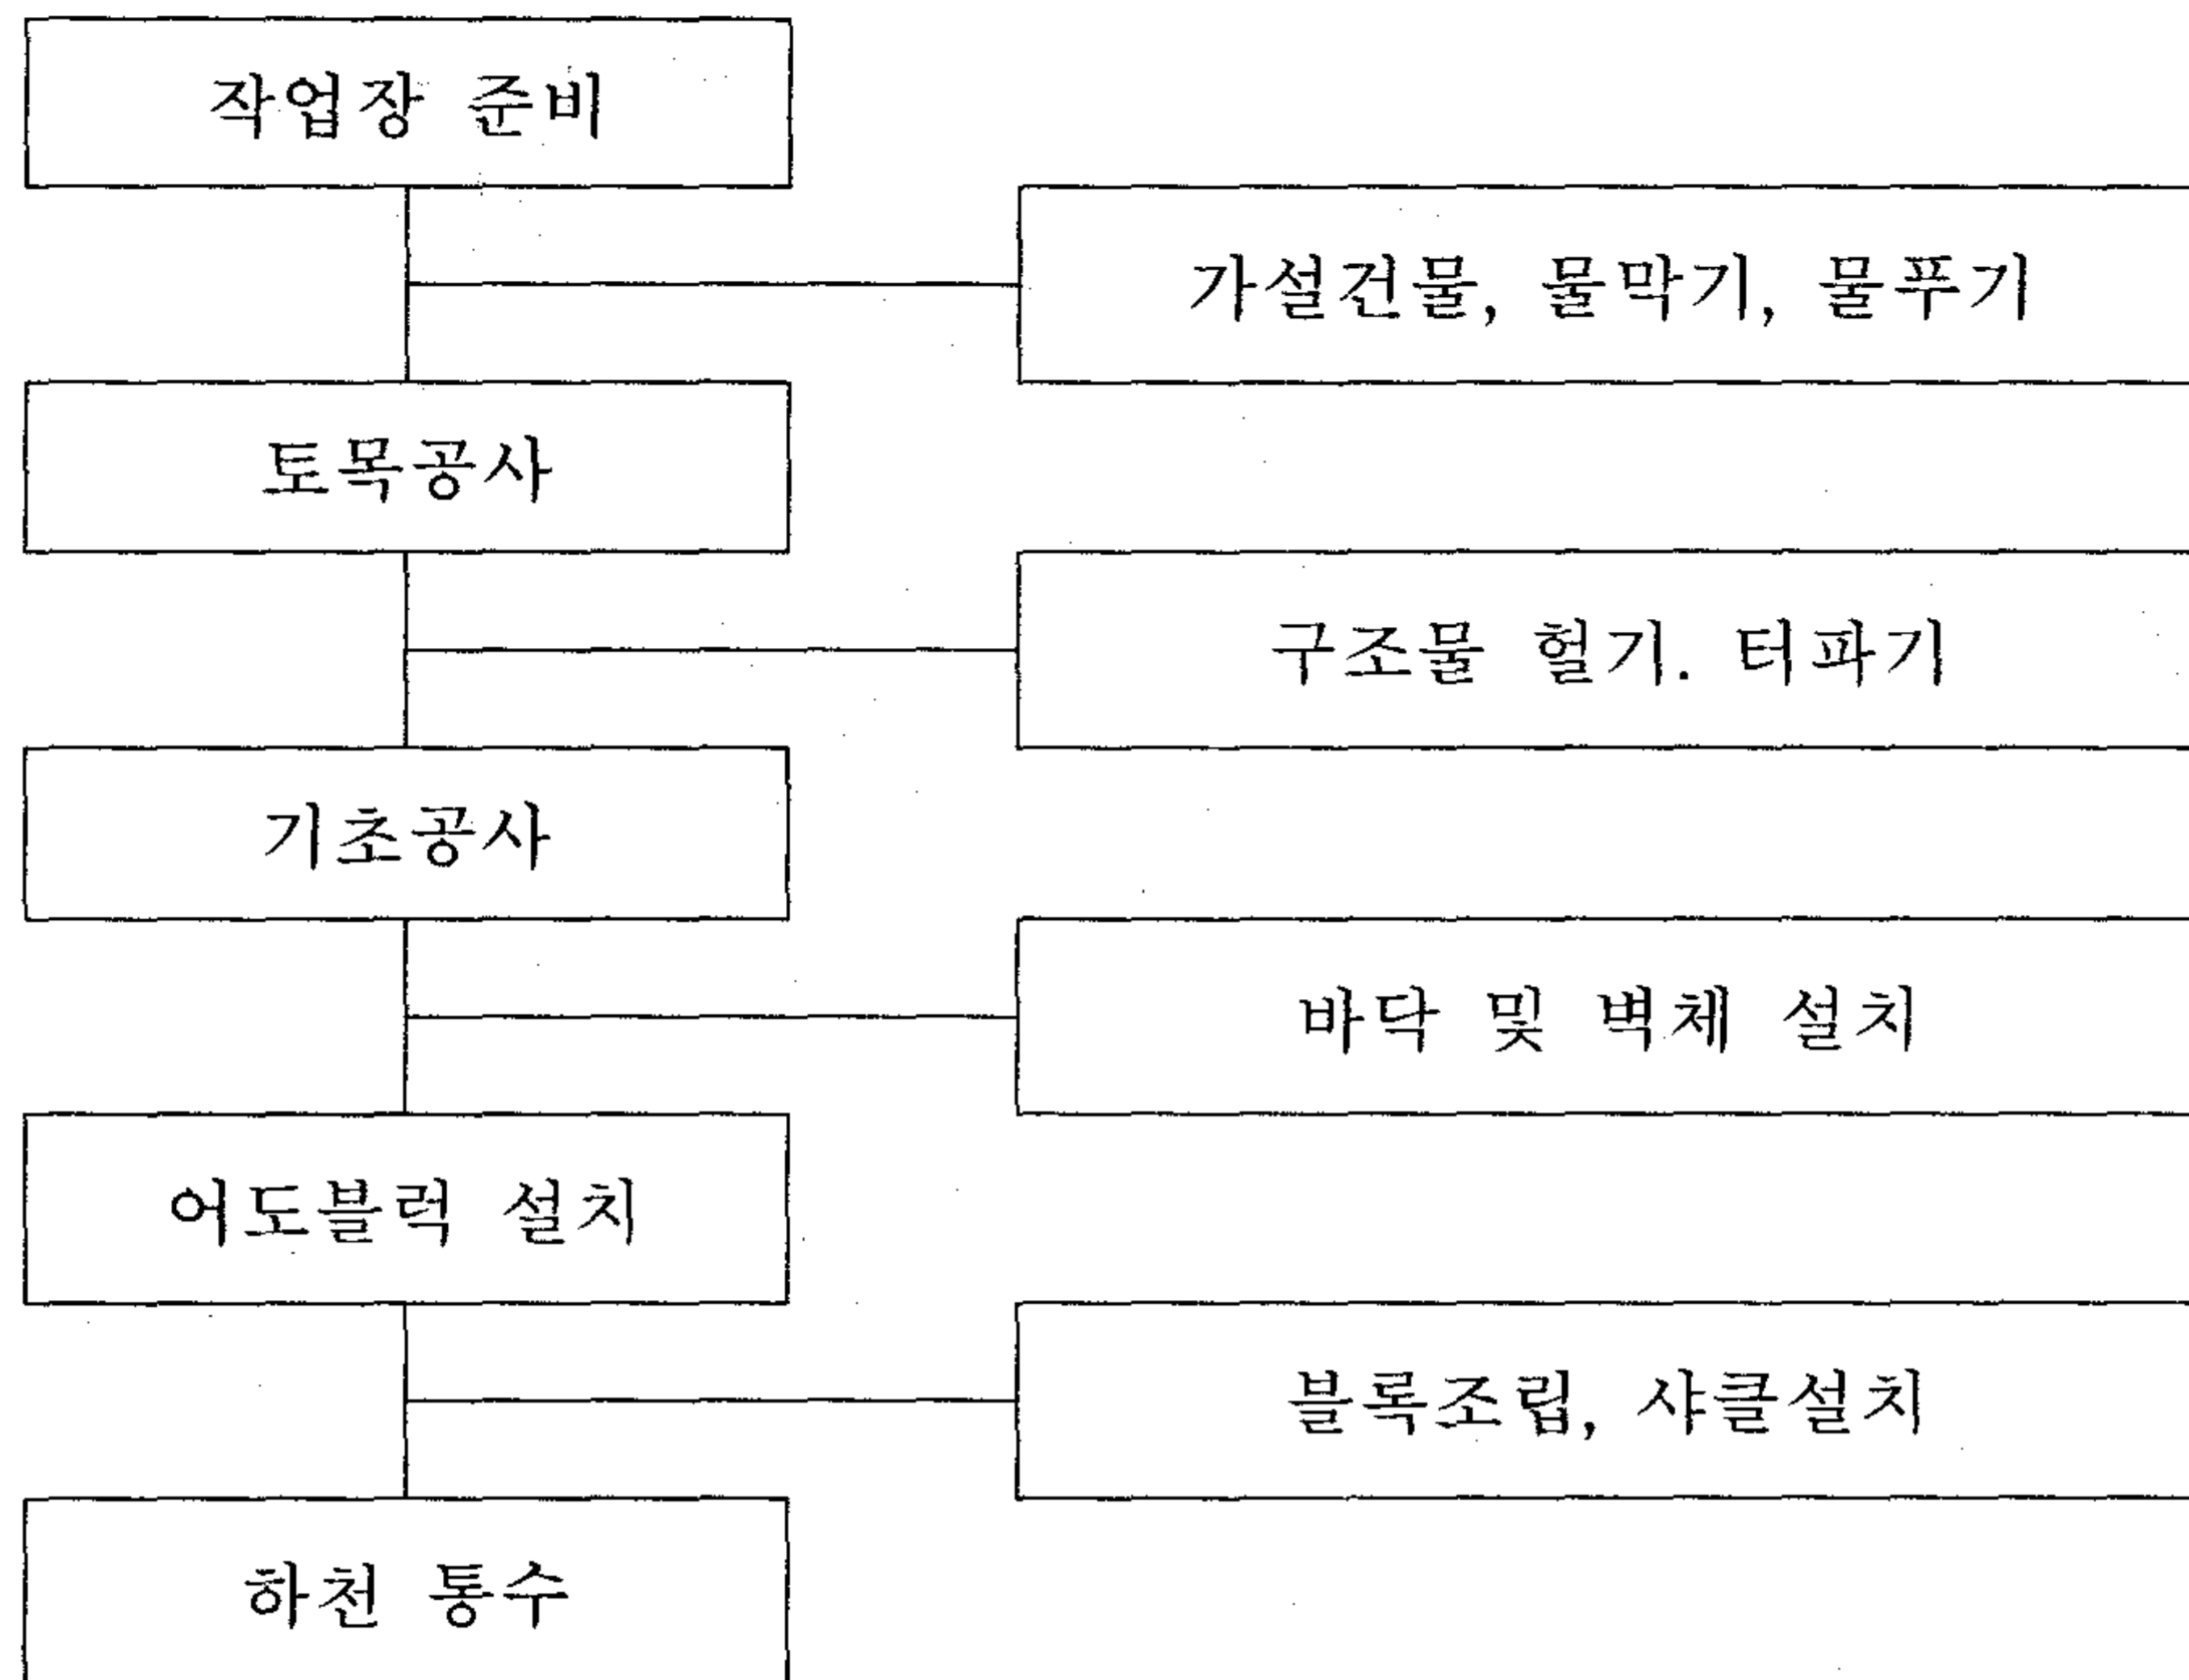 작업장 준비
가설건물, 물막기, 물푸기
토목공사
구조물 헐기. 터파기
기초공사
바닥 및 벽체 설치
어도블럭 설치
블록조립, 샤클설치
하천 통수